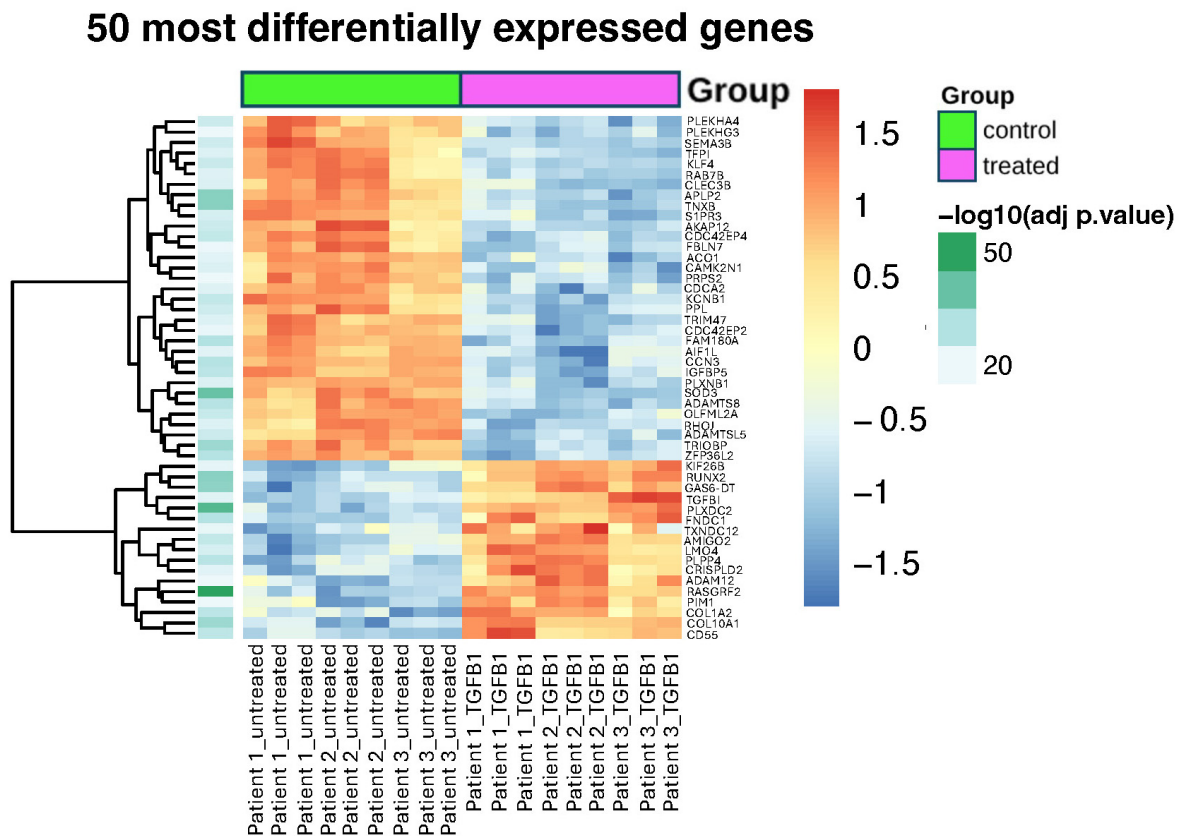 50 most differentially expressed genes
Group
PLEKHA4
PLEKHG3
SEMA3B
TFPI
KLF4
RAB7B
CLEC3B
APLP2
TNXB
S1PR3
AKAP12
CDC42EP4
FBLN7
ACO1
CAMK2N1
PRPS2
CDCA2
KCNB1
PPL
TRIM47
CDC42EP2
FAM180A
AIF1L
CCN3
IGFBP5
PLXNB1
SOD3
ADAMTS8
OLFML2A
RHOJ
ADAMTSL5
TRIOBP
ZFP36L2
KIF26B
RUNX2
GAS6-DT
TGFBI
PLXDC2
FNDC1
TXNDC12
AMIGO2
LMO4
PLPP4
CRISPLD2
ADAM12
RASGRF2
PIM1
COL1A2
COL10A1
CD55
Patient 1_untreated
Patient 1_untreated
Patient 1_untreated
Patient 2_untreated
Patient 2_untreated
Patient 2_untreated
Patient 3_untreated
Patient 3_untreated
Patient 3_untreated
Patient 1_TGFB1
Patient 1_TGFB1
Patient 1_TGFB1
Patient 2_TGFB1
Patient 2_TGFB1
Patient 2_TGFB1
Patient 3_TGFB1
Patient 3_TGFB1
Patient 3_TGFB1
1.5
1
0.5
0
−0.5
−1
−1.5
Group
control
treated
−log10(adj p.value)
50
20